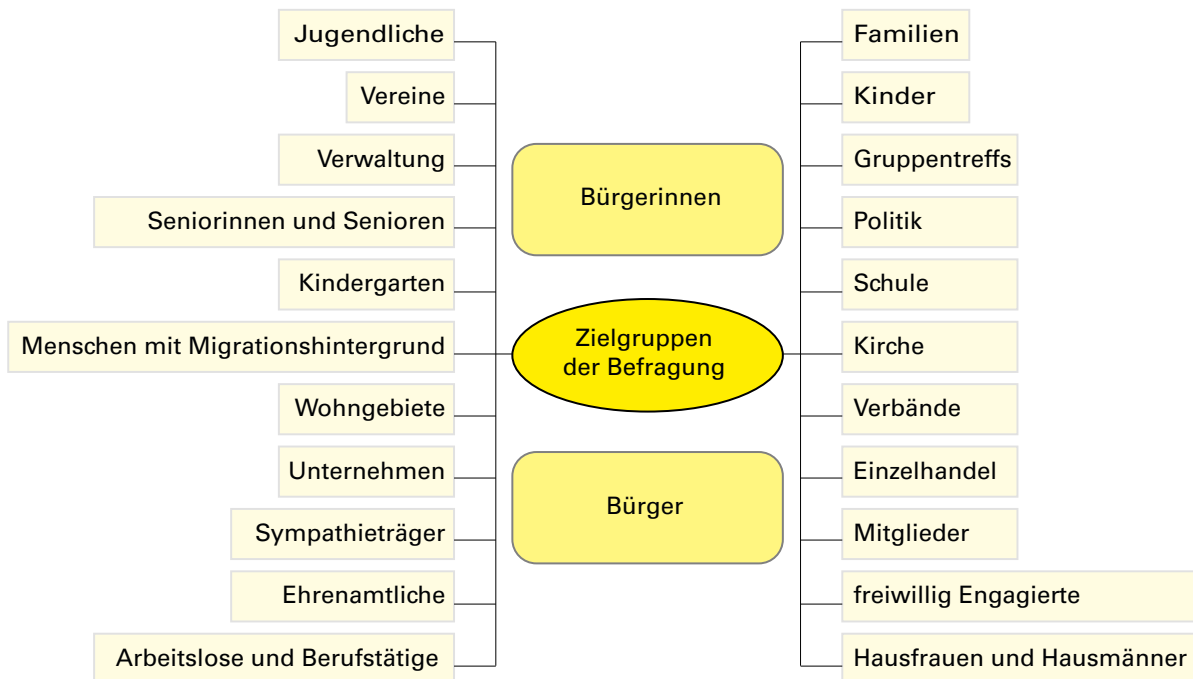 Jugendliche
Vereine
Verwaltung
Seniorinnen und Senioren
Kindergarten
Menschen mit Migrationshintergrund
Wohngebiete
Unternehmen
Sympathieträger
Ehrenamtliche
Arbeitslose und Berufstätige
Bürgerinnen
Zielgruppen
der Befragung
Bürger
Familien
Kinder
Gruppentreffs
Politik
Schule
Kirche
Verbände
Einzelhandel
Mitglieder
freiwillig Engagierte
Hausfrauen und Hausmänner